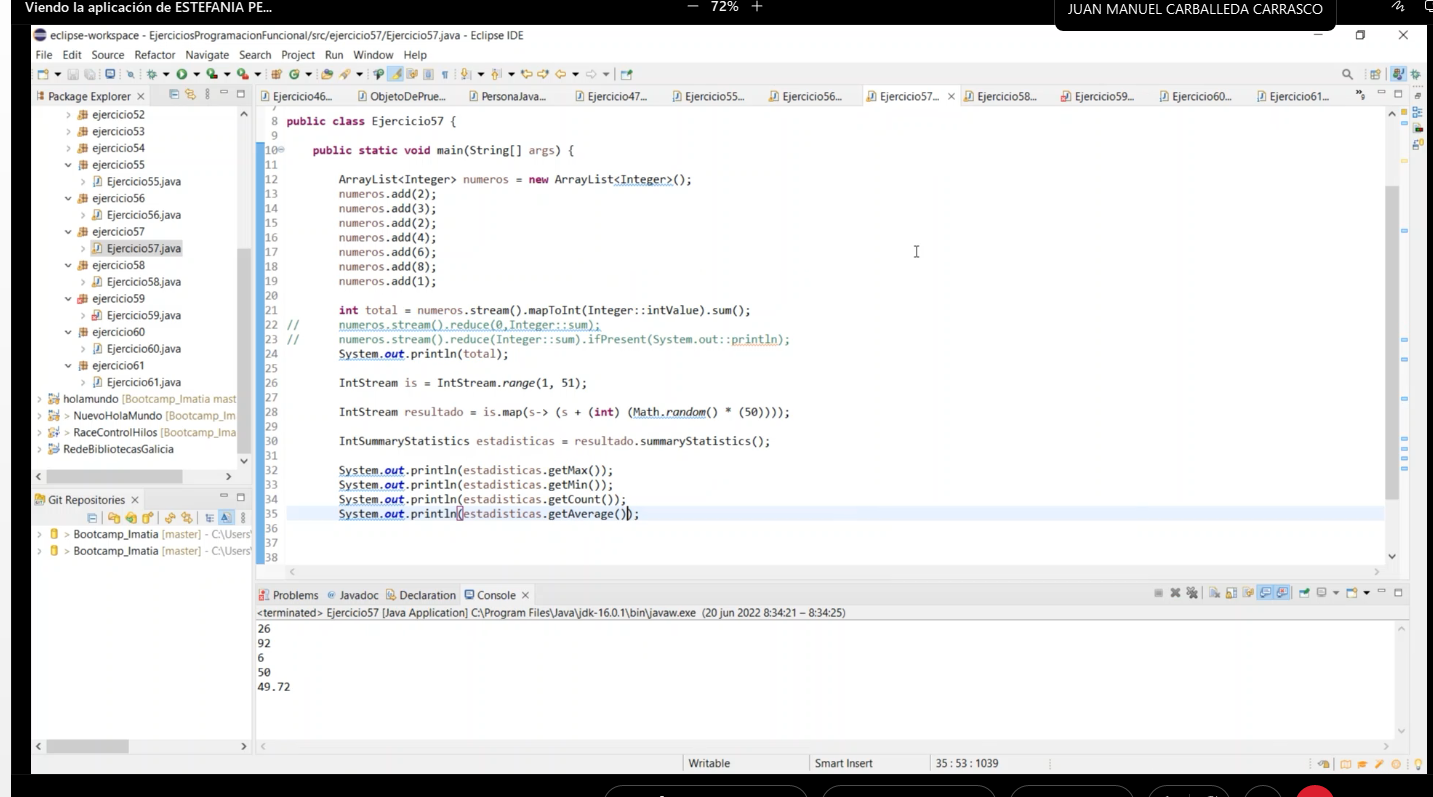 Viendo la aplicación de ESTEFANIA PE...
72%
JUAN MANUEL CARBALLEDA CARRASCO
eclipse-workspace - EjerciciosProgramacionFuncional/src/ejercicio57/Ejercicio57.java - Eclipse IDE
File Edit Source Refactor Navigate Search Project Run Window Help
Package Explorer
Ejercicio46... ObjetoDePrue... PersonaJava... Ejercicio47... Ejercicio55... Ejercicio56... Ejercicio57... Ejercicio58... Ejercicio59... Ejercicio60... Ejercicio61...
ejercicio52
ejercicio53
ejercicio54
ejercicio55
Ejercicio55.java
ejercicio56
Ejercicio56.java
ejercicio57
Ejercicio57.java
ejercicio58
Ejercicio58.java
ejercicio59
Ejercicio59.java
ejercicio60
Ejercicio60.java
ejercicio61
Ejercicio61.java
holamundo [Bootcamp_Imatia mast
> NuevoHolaMundo [Bootcamp_Im
> RaceControlHilos [Bootcamp_Ima
RedeBibliotecasGalicia
Git Repositories
> Bootcamp_Imatia [master] - C:\Users'
> Bootcamp_Imatia [master] - C:\Users'
7
8 public class Ejercicio57 {
9
10 public static void main(String[] args) {
11
12 ArrayList<Integer> numeros = new ArrayList<Integer>();
13 numeros.add(2);
14 numeros.add(3);
15 numeros.add(2);
16 numeros.add(4);
17 numeros.add(6);
18 numeros.add(8);
19 numeros.add(1);
20
21 int total = numeros.stream().mapToInt(Integer::intValue).sum();
22 // numeros.stream().reduce(0,Integer::sum);
23 // numeros.stream().reduce(Integer::sum).ifPresent(System.out::println);
24 System.out.println(total);
25
26 IntStream is = IntStream.range(1, 51);
27
28 IntStream resultado = is.map(s-> (s + (int) (Math.random() * (50))));
29
30 IntSummaryStatistics estadisticas = resultado.summaryStatistics();
31
32 System.out.println(estadisticas.getMax());
33 System.out.println(estadisticas.getMin());
34 System.out.println(estadisticas.getCount());
35 System.out.println(estadisticas.getAverage());
36
37
38
Problems Javadoc Declaration Console
<terminated> Ejercicio57 [Java Application] C:\Program Files\Java\jdk-16.0.1\bin\javaw.exe (20 jun 2022 8:34:21 – 8:34:25)
26
92
6
50
49.72
Writable Smart Insert 35 : 53 : 1039